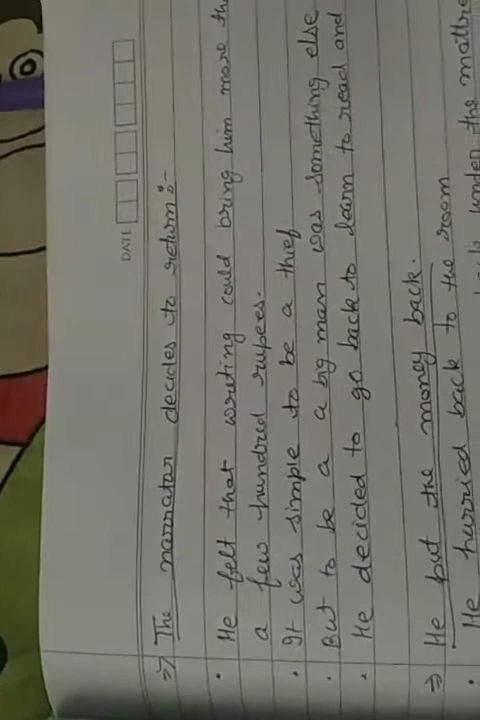 DATE
⇒ The narrator decides to return:-
• He felt that writing could bring him more
a few hundred rupees.
• It was simple to be a thief
• But to be a a big man was something else
• He decided to go back to learn to read and
⇒ He put the money back.
• He hurried back to the room
under the